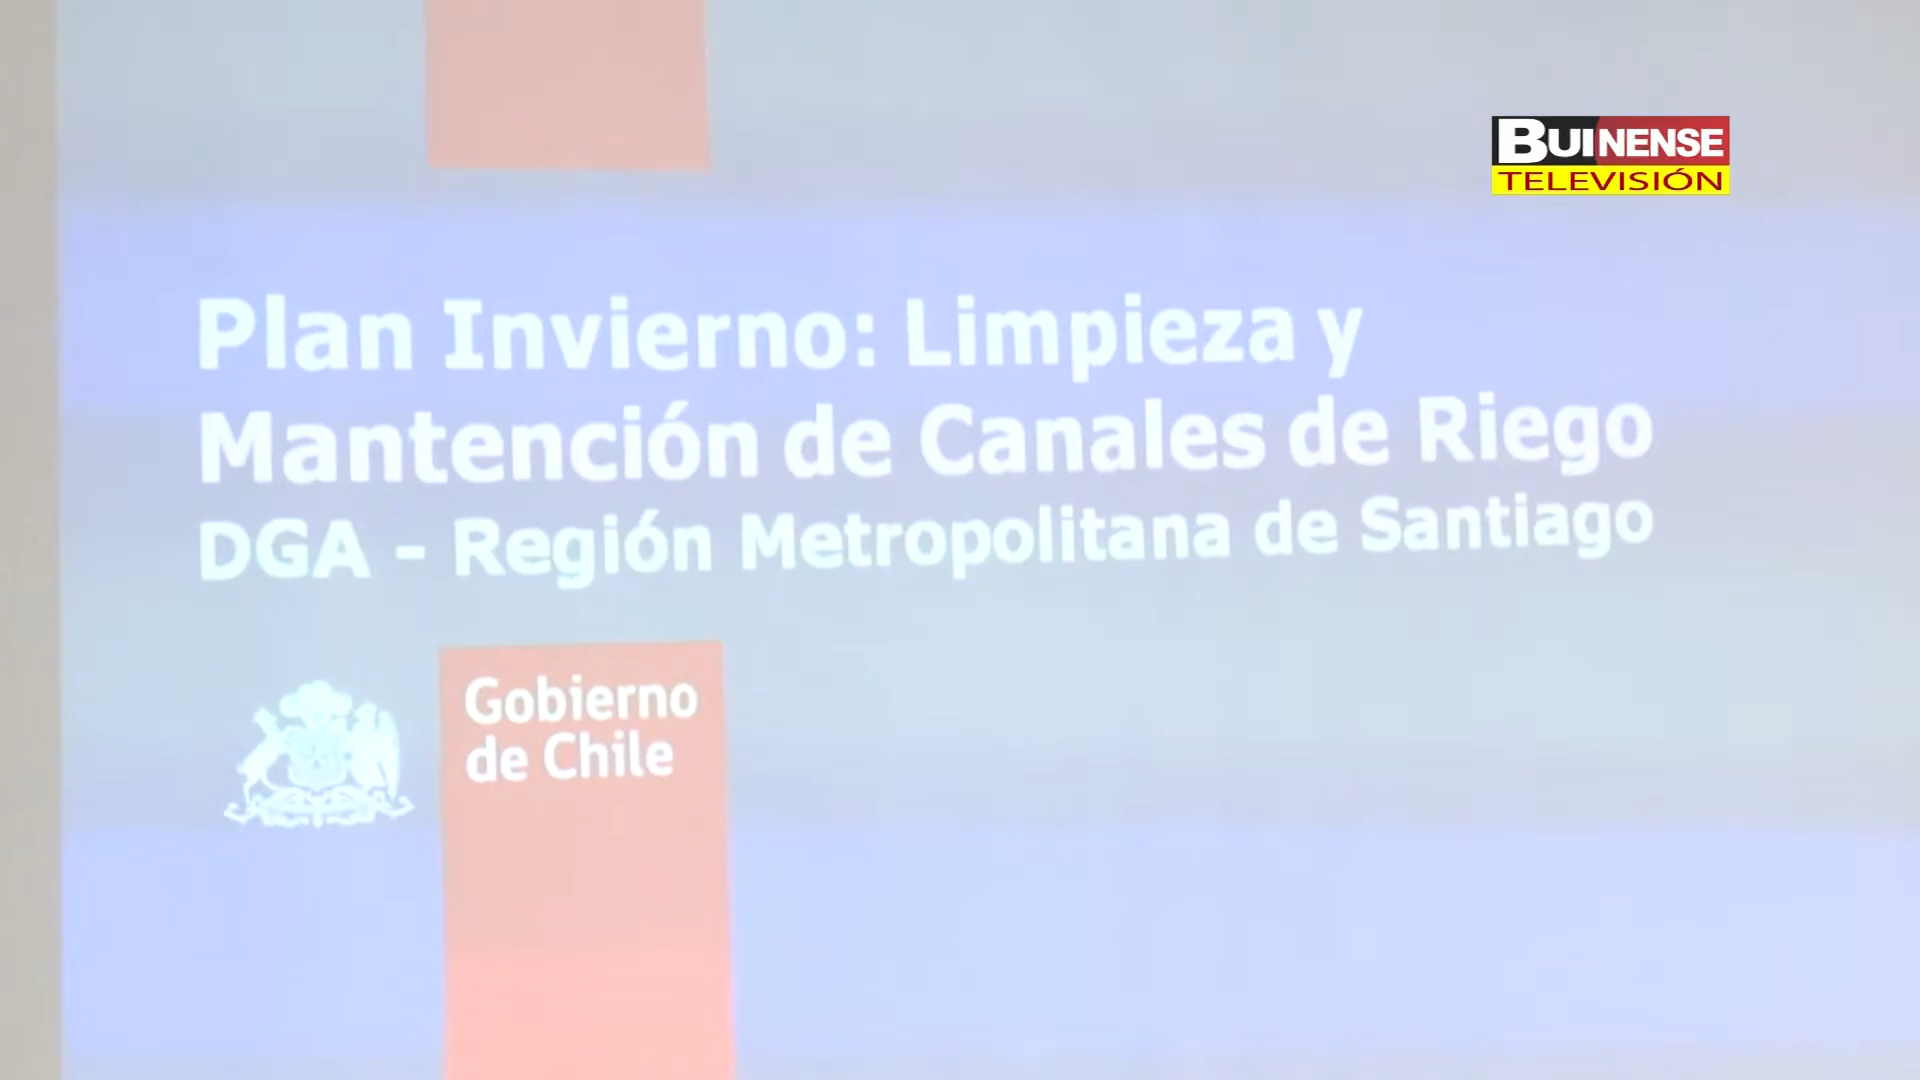 BUINENSE
TELEVISIÓN
Plan Invierno: Limpieza y
Mantención de Canales de Riego
DGA - Región Metropolitana de Santiago
Gobierno
de Chile